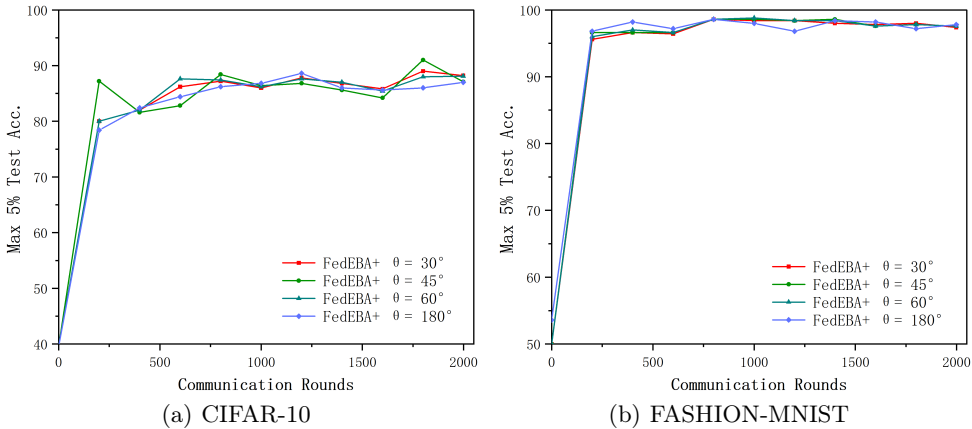 100
90
80
70
60
50
40
Max 5% Test Acc.
FedEBA+ θ = 30°
FedEBA+ θ = 45°
FedEBA+ θ = 60°
FedEBA+ θ = 180°
0 500 1000 1500 2000
Communication Rounds
(a) CIFAR-10
100
90
80
70
60
50
Max 5% Test Acc.
FedEBA+ θ = 30°
FedEBA+ θ = 45°
FedEBA+ θ = 60°
FedEBA+ θ = 180°
0 500 1000 1500 2000
Communication Rounds
(b) FASHION-MNIST